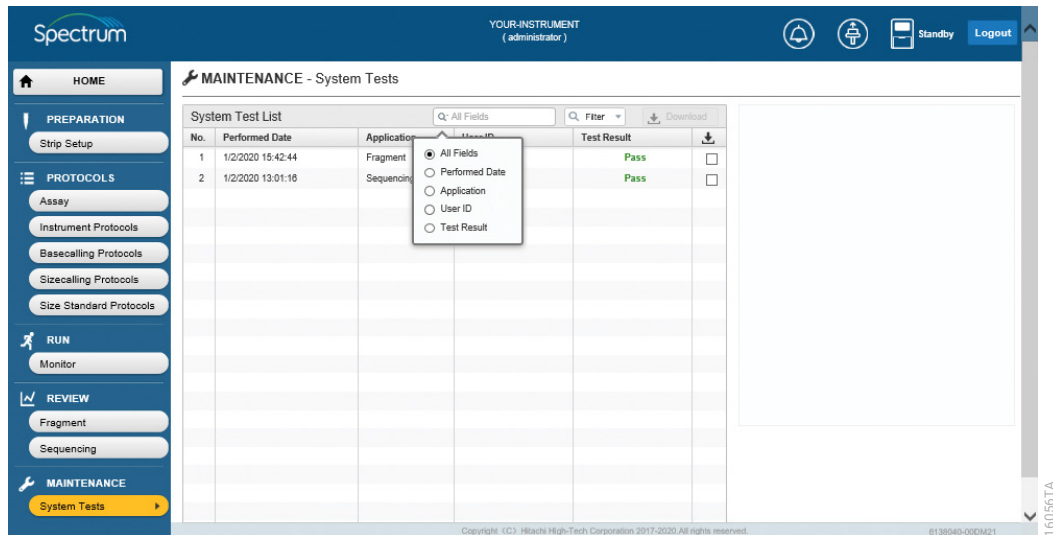 Spectrum
YOUR-INSTRUMENT
( administrator )
Standby
Logout
HOME
MAINTENANCE - System Tests
PREPARATION
Strip Setup
PROTOCOLS
Assay
Instrument Protocols
Basecalling Protocols
Sizecalling Protocols
Size Standard Protocols
RUN
Monitor
REVIEW
Fragment
Sequencing
MAINTENANCE
System Tests
System Test List
All Fields
Filter
Download
No. Performed Date Application User ID Test Result
1 1/2/2020 15:42:44 Fragment Pass
2 1/2/2020 13:01:16 Sequencing Pass
All Fields
Performed Date
Application
User ID
Test Result
Copyright (C) Hitachi High-Tech Corporation 2017-2020.All rights reserved.
6138040-00DM21
16056TA